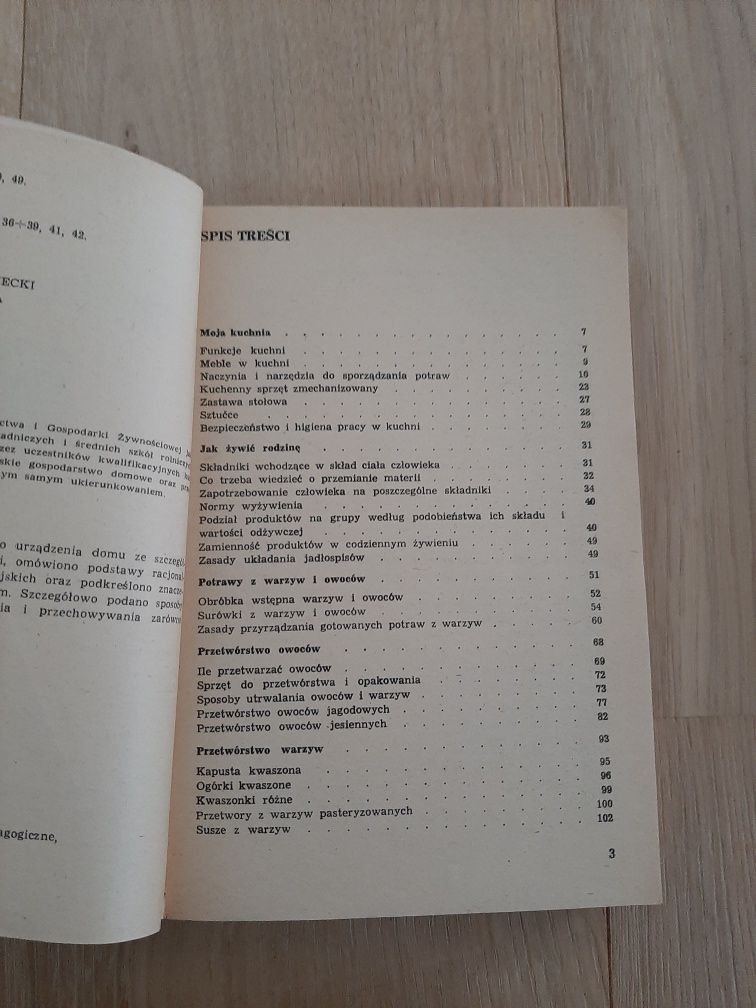 49.
36÷39, 41, 42.
ECKI
A
ctwa i Gospodarki Żywnościowej
adniczych i średnich szkół
zez uczestników kwalifikacyjnych
skie gospodarstwo domowe oraz
ym samym ukierunkowaniem.
o urządzenia domu ze szczegól-
i, omówiono podstawy racjonal-
jskich oraz podkreślono znacze-
m. Szczegółowo podano sposoby
ia i przechowywania zarówno
agogiczne,
SPIS TREŚCI
Moja kuchnia . . . . . . . . . . . . . . . 7
Funkcje kuchni . . . . . . . . . . . . . . 7
Meble w kuchni . . . . . . . . . . . . . . 9
Naczynia i narzędzia do sporządzania potraw . . . . . 10
Kuchenny sprzęt zmechanizowany . . . . . . . . 23
Zastawa stołowa . . . . . . . . . . . . . 27
Sztućce . . . . . . . . . . . . . . . . 28
Bezpieczeństwo i higiena pracy w kuchni . . . . . . 29
Jak żywić rodzinę . . . . . . . . . . . . . 31
Składniki wchodzące w skład ciała człowieka . . . . . 31
Co trzeba wiedzieć o przemianie materii . . . . . . 32
Zapotrzebowanie człowieka na poszczególne składniki . . . . 34
Normy wyżywienia . . . . . . . . . . . . . 40
Podział produktów na grupy według podobieństwa ich składu i
wartości odżywczej . . . . . . . . . . . . 40
Zamienność produktów w codziennym żywieniu . . . . . 49
Zasady układania jadłospisów . . . . . . . . . 49
Potrawy z warzyw i owoców . . . . . . . . . . 51
Obróbka wstępna warzyw i owoców . . . . . . . . 52
Surówki z warzyw i owoców . . . . . . . . . . 54
Zasady przyrządzania gotowanych potraw z warzyw . . . . 60
Przetwórstwo owoców . . . . . . . . . . . . 68
Ile przetwarzać owoców . . . . . . . . . . . 69
Sprzęt do przetwórstwa i opakowania . . . . . . . 72
Sposoby utrwalania owoców i warzyw . . . . . . . 73
Przetwórstwo owoców jagodowych . . . . . . . . 77
Przetwórstwo owoców jesiennych . . . . . . . . 82
Przetwórstwo warzyw . . . . . . . . . . . . 93
Kapusta kwaszona . . . . . . . . . . . . . 95
Ogórki kwaszone . . . . . . . . . . . . . 96
Kwaszonki różne . . . . . . . . . . . . . 99
Przetwory z warzyw pasteryzowanych . . . . . . . 100
Susze z warzyw . . . . . . . . . . . . . 102
3